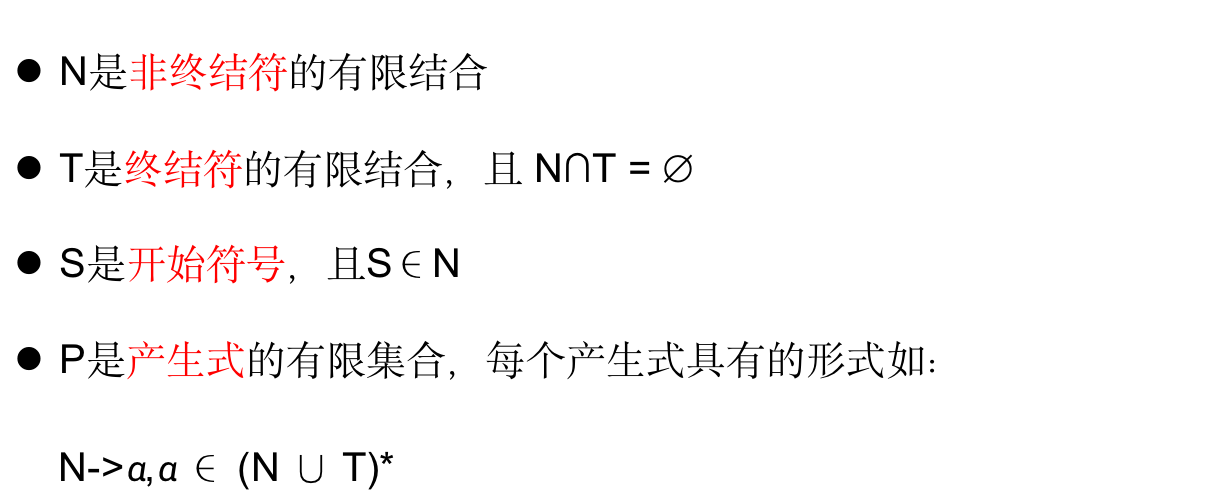 ● N是非终结符的有限结合
● T是终结符的有限结合，且 N∩T = ∅
● S是开始符号，且S∈N
● P是产生式的有限集合，每个产生式具有的形式如：
N->α,α ∈ (N ∪ T)*